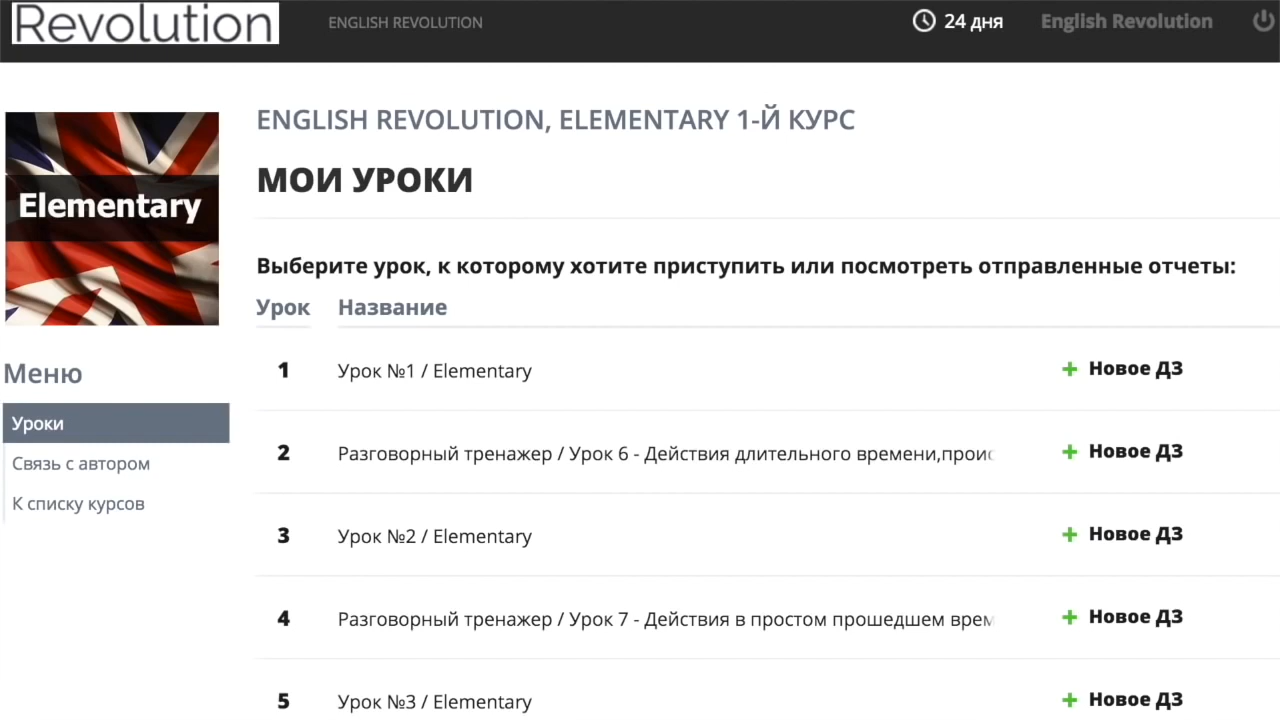 Revolution
ENGLISH REVOLUTION
24 дня
English Revolution
Elementary
ENGLISH REVOLUTION, ELEMENTARY 1-Й КУРС
МОИ УРОКИ
Выберите урок, к которому хотите приступить или посмотреть отправленные отчеты:
Меню
Уроки
Связь с автором
К списку курсов
Урок Название
1 Урок №1 / Elementary + Новое ДЗ
2 Разговорный тренажер / Урок 6 - Действия длительного времени,проис + Новое ДЗ
3 Урок №2 / Elementary + Новое ДЗ
4 Разговорный тренажер / Урок 7 - Действия в простом прошедшем врем + Новое ДЗ
5 Урок №3 / Elementary + Новое ДЗ